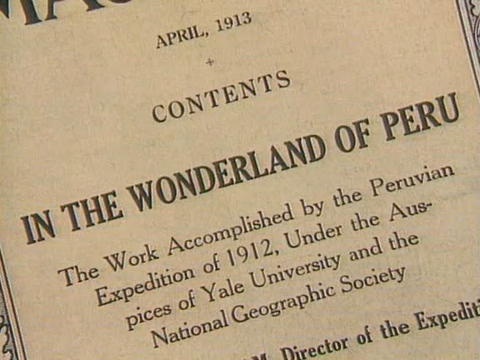 APRIL, 1913
CONTENTS
IN THE WONDERLAND OF PERU
The Work Accomplished by the Peruvian
Expedition of 1912, Under the Aus-
pices of Yale University and the
National Geographic Society
M. Director of the Expediti